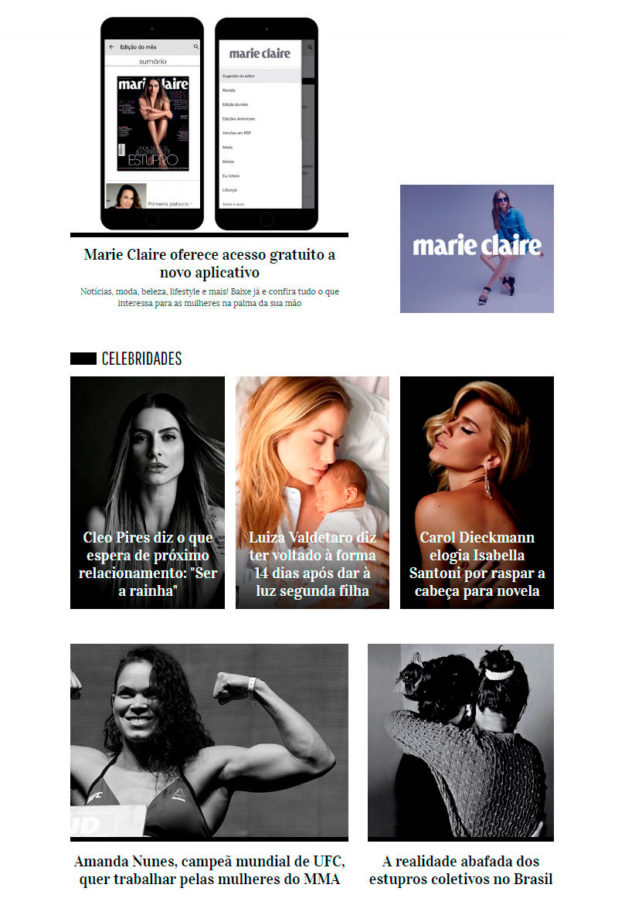 Edição do mês
sumário
marie claire
ESTUPRO
Primeira palavra -
marie claire
Sugestão do editor
Revista
Edição do mês
Edições Anteriores
Versões em PDF
Moda
Beleza
Eu, leitora
Lifestyle
Marie Claire oferece acesso gratuito a
novo aplicativo
Notícias, moda, beleza, lifestyle e mais! Baixe já e confira tudo o que
interessa para as mulheres na palma da sua mão
marie claire
CELEBRIDADES
Cleo Pires diz o que
espera de próximo
relacionamento: "Ser
a rainha"
Luiza Valdetaro diz
ter voltado à forma
14 dias após dar à
luz segunda filha
Carol Dieckmann
elogia Isabella
Santoni por raspar a
cabeça para novela
UFC
Amanda Nunes, campeã mundial de UFC,
quer trabalhar pelas mulheres do MMA
A realidade abafada dos
estupros coletivos no Brasil